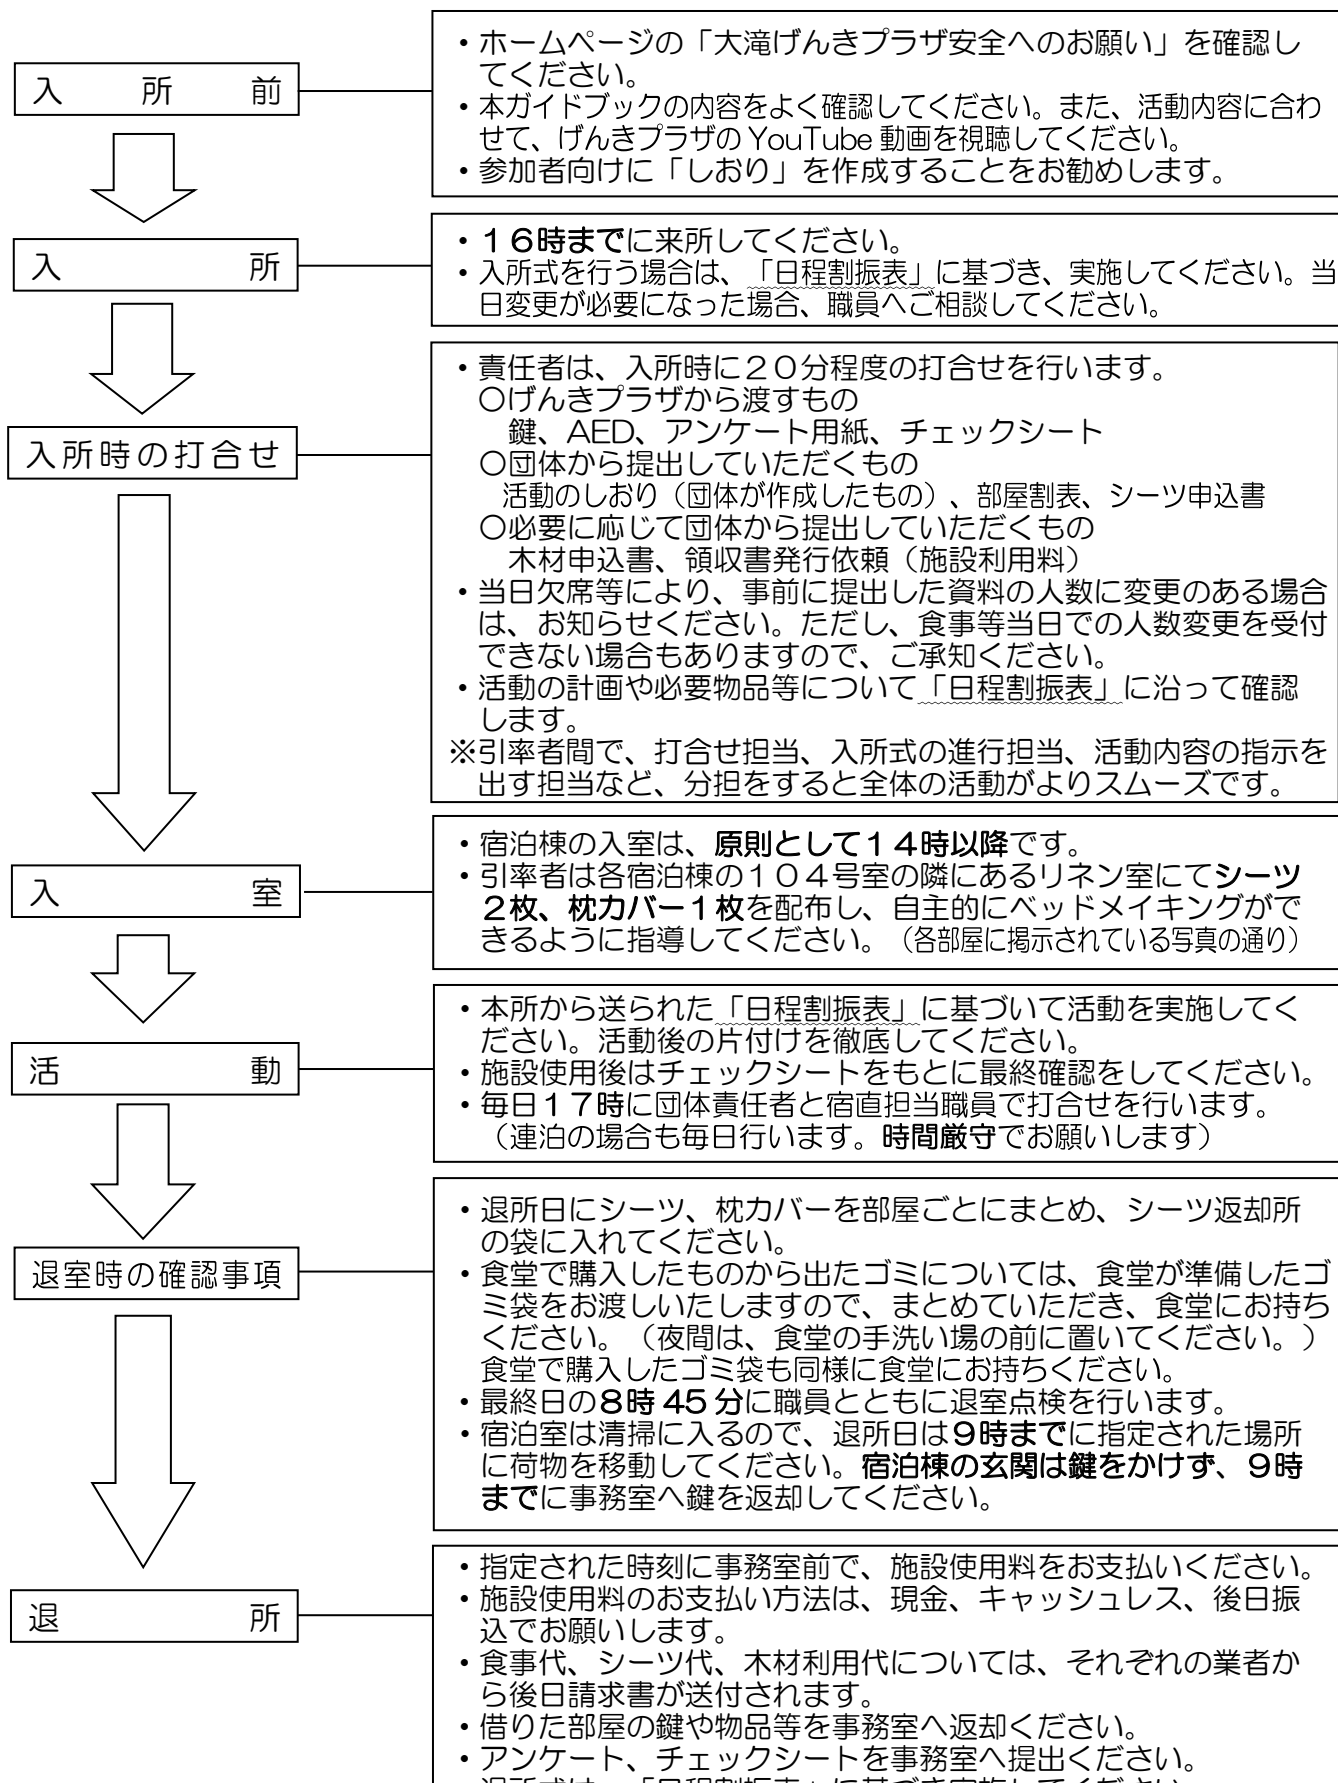 入所前
・ホームページの「大滝げんきプラザ安全へのお願い」を確認し
てください。
・本ガイドブックの内容をよく確認してください。また、活動内容に合わ
せて、げんきプラザの YouTube 動画を視聴してください。
・参加者向けに「しおり」を作成することをお勧めします。
入所
・１６時までに来所してください。
・入所式を行う場合は、「日程割振表」に基づき、実施してください。当
日変更が必要になった場合、職員へご相談してください。
入所時の打合せ
・責任者は、入所時に２０分程度の打合せを行います。
○げんきプラザから渡すもの
鍵、AED、アンケート用紙、チェックシート
○団体から提出していただくもの
活動のしおり（団体が作成したもの）、部屋割表、シーツ申込書
○必要に応じて団体から提出していただくもの
木材申込書、領収書発行依頼（施設利用料）
・当日欠席等により、事前に提出した資料の人数に変更のある場合
は、お知らせください。ただし、食事等当日での人数変更を受付
できない場合もありますので、ご承知ください。
・活動の計画や必要物品等について「日程割振表」に沿って確認
します。
※引率者間で、打合せ担当、入所式の進行担当、活動内容の指示を
出す担当など、分担をすると全体の活動がよりスムーズです。
入室
・宿泊棟の入室は、原則として１４時以降です。
・引率者は各宿泊棟の１０４号室の隣にあるリネン室にてシーツ
２枚、枕カバー１枚を配布し、自主的にベッドメイキングがで
きるように指導してください。（各部屋に掲示されている写真の通り）
活動
・本所から送られた「日程割振表」に基づいて活動を実施してく
ださい。活動後の片付けを徹底してください。
・施設使用後はチェックシートをもとに最終確認をしてください。
・毎日１７時に団体責任者と宿直担当職員で打合せを行います。
（連泊の場合も毎日行います。時間厳守でお願いします）
退室時の確認事項
・退所日にシーツ、枕カバーを部屋ごとにまとめ、シーツ返却所
の袋に入れてください。
・食堂で購入したものから出たゴミについては、食堂が準備したゴ
ミ袋をお渡しいたしますので、まとめていただき、食堂にお持ち
ください。（夜間は、食堂の手洗い場の前に置いてください。）
食堂で購入したゴミ袋も同様に食堂にお持ちください。
・最終日の８時 45 分に職員とともに退室点検を行います。
・宿泊室は清掃に入るので、退所日は９時までに指定された場所
に荷物を移動してください。宿泊棟の玄関は鍵をかけず、９時
までに事務室へ鍵を返却してください。
退所
・指定された時刻に事務室前で、施設使用料をお支払いください。
・施設使用料のお支払い方法は、現金、キャッシュレス、後日振
込でお願いします。
・食事代、シーツ代、木材利用代については、それぞれの業者か
ら後日請求書が送付されます。
・借りた部屋の鍵や物品等を事務室へ返却ください。
・アンケート、チェックシートを事務室へ提出ください。